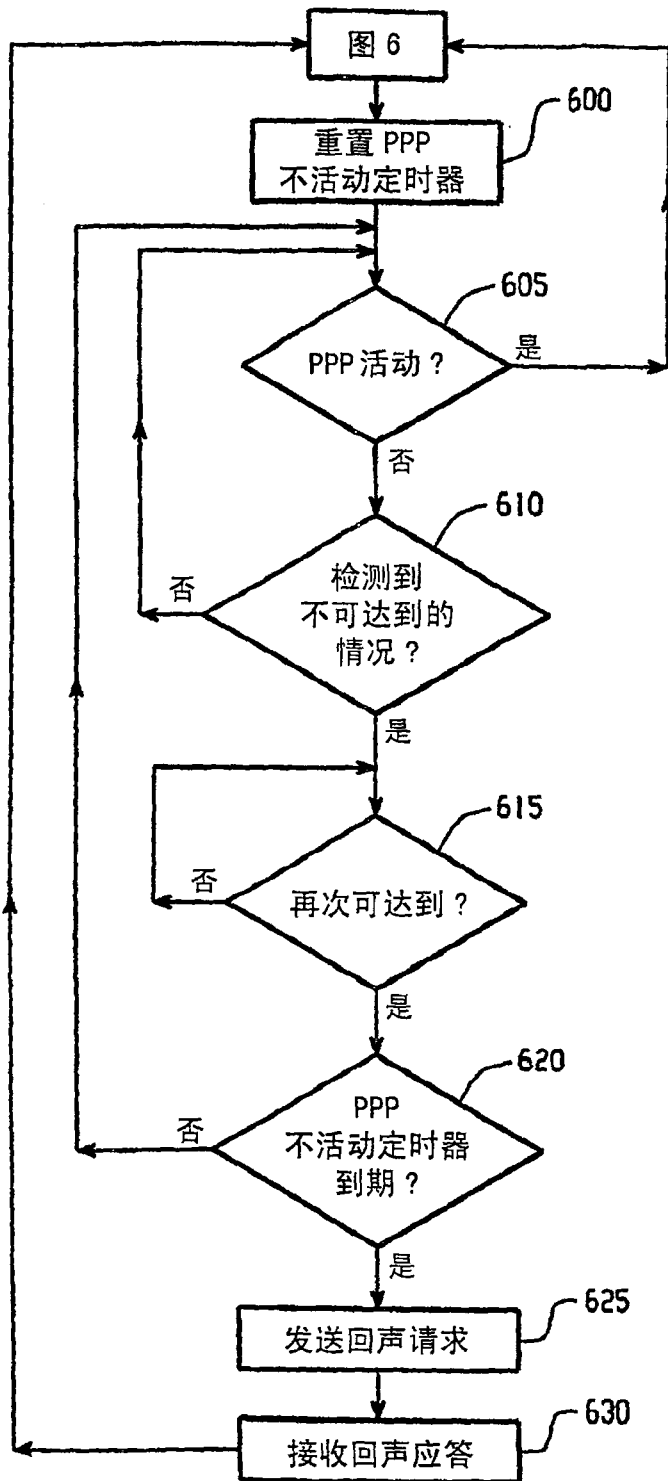 图 6
600
重置 PPP
不活动定时器
605
PPP 活动？
是
否
610
检测到
不可达到的
情况？
否
是
615
再次可达到？
否
是
620
PPP
不活动定时器
到期？
否
是
625
发送回声请求
630
接收回声应答